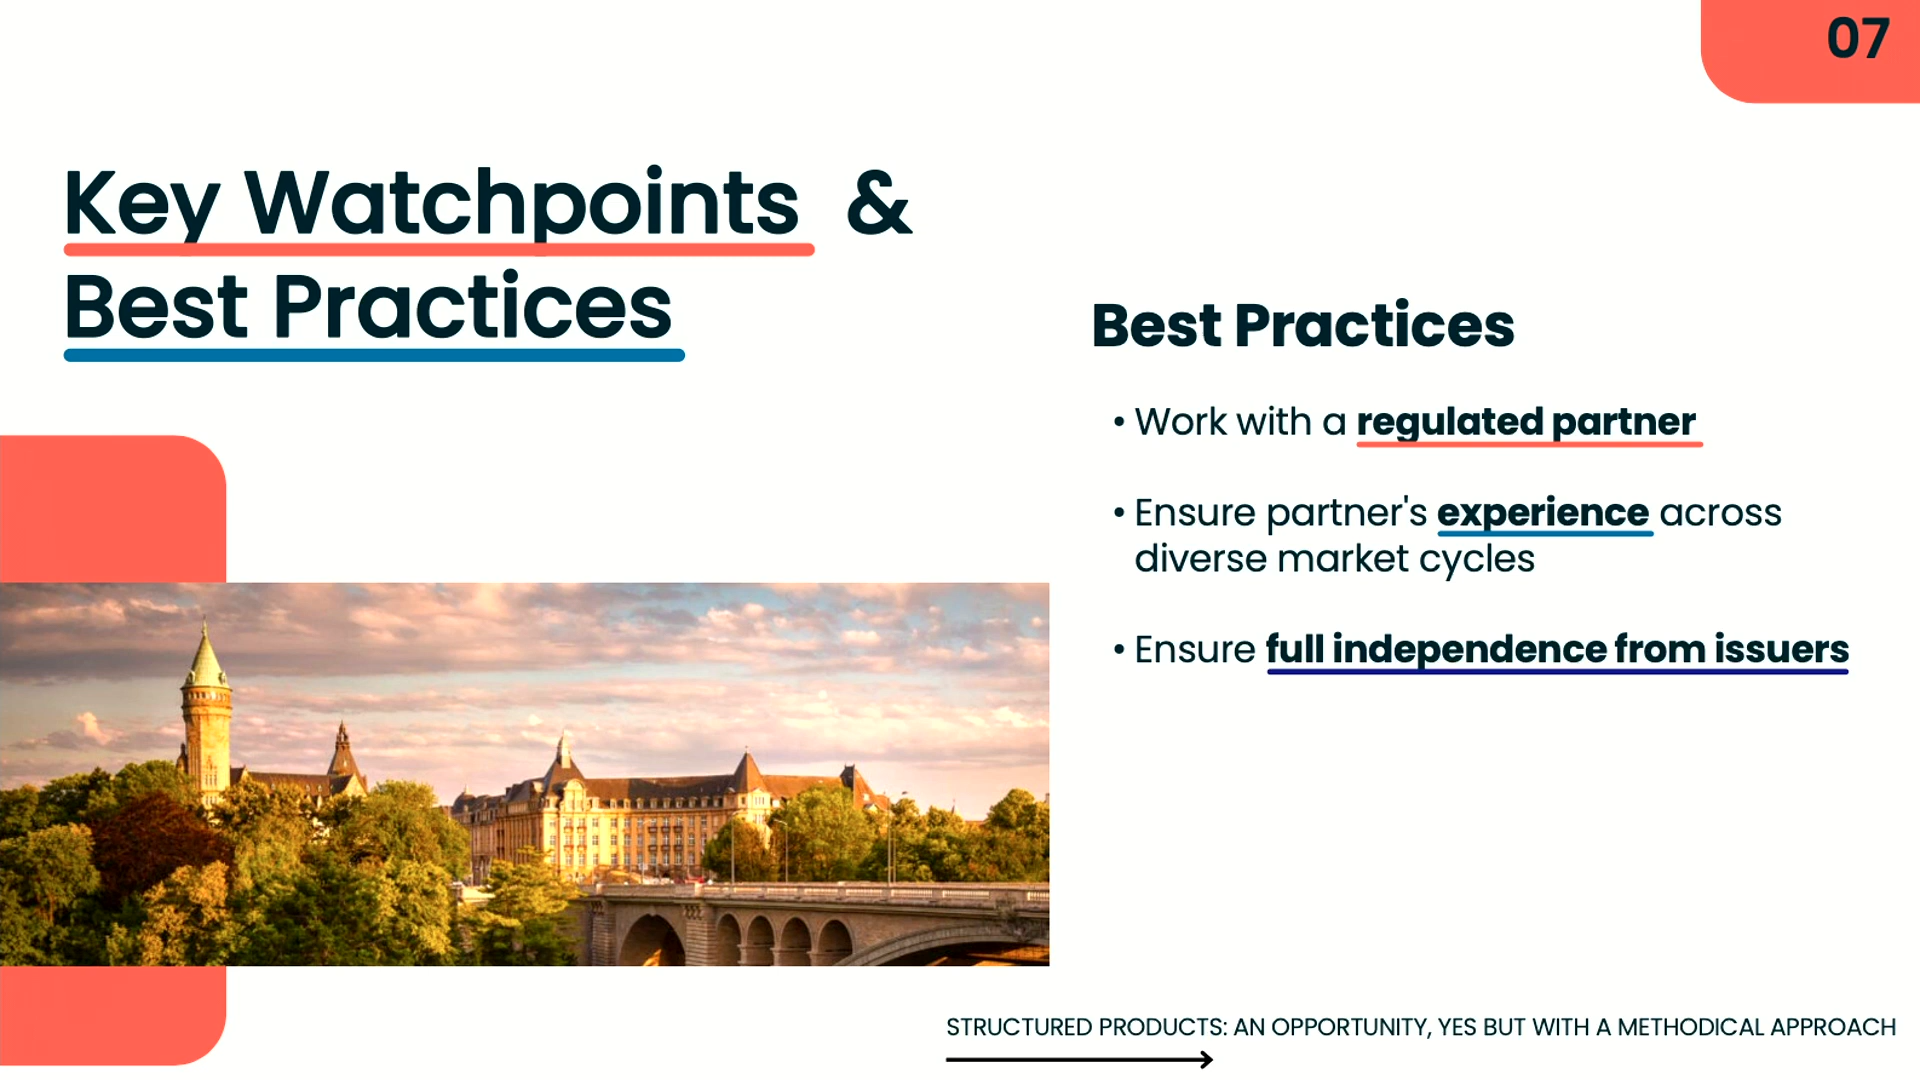 07
Key Watchpoints &
Best Practices
Best Practices
• Work with a regulated partner
• Ensure partner's experience across
diverse market cycles
• Ensure full independence from issuers
STRUCTURED PRODUCTS: AN OPPORTUNITY, YES BUT WITH A METHODICAL APPROACH